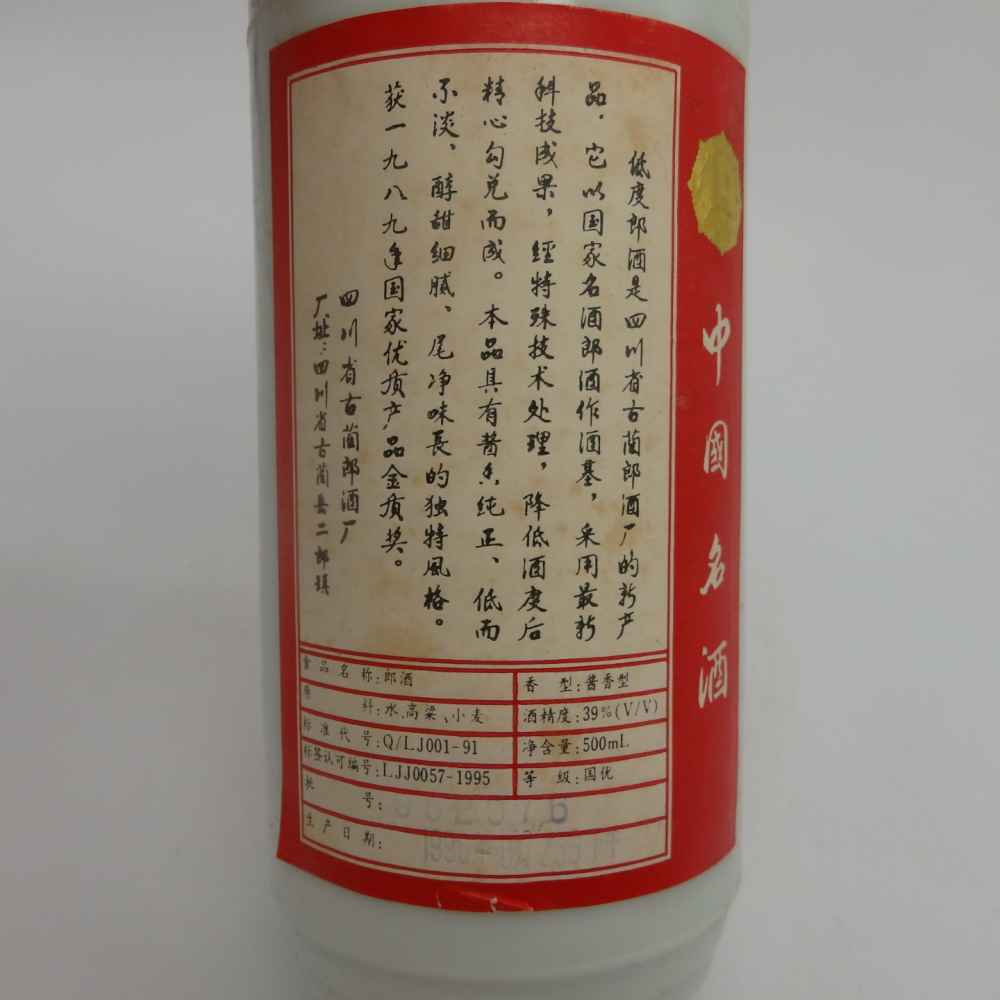 低度郎酒是四川省古蔺郎酒厂的新产
品，它以国家名酒郎酒作酒基，采用最新
科技成果，经特殊技术处理，降低酒度后
精心勾兑而成。本品具有酱香纯正、低而
不淡、醇甜细腻、尾净味長的独特風格。
获一九八九年国家优质产品金质奖。
四川省古蔺郎酒厂
厂址：四川省古蔺县二郎镇
中國名酒
食品名称:郎酒
香型:酱香型
原料:水、高粱、小麦
酒精度:39%(V/V)
标准代号:Q/LJ001-91
净含量:500mL
标签认可编号:LJJ0057-1995
等级:国优
批号:
生产日期: